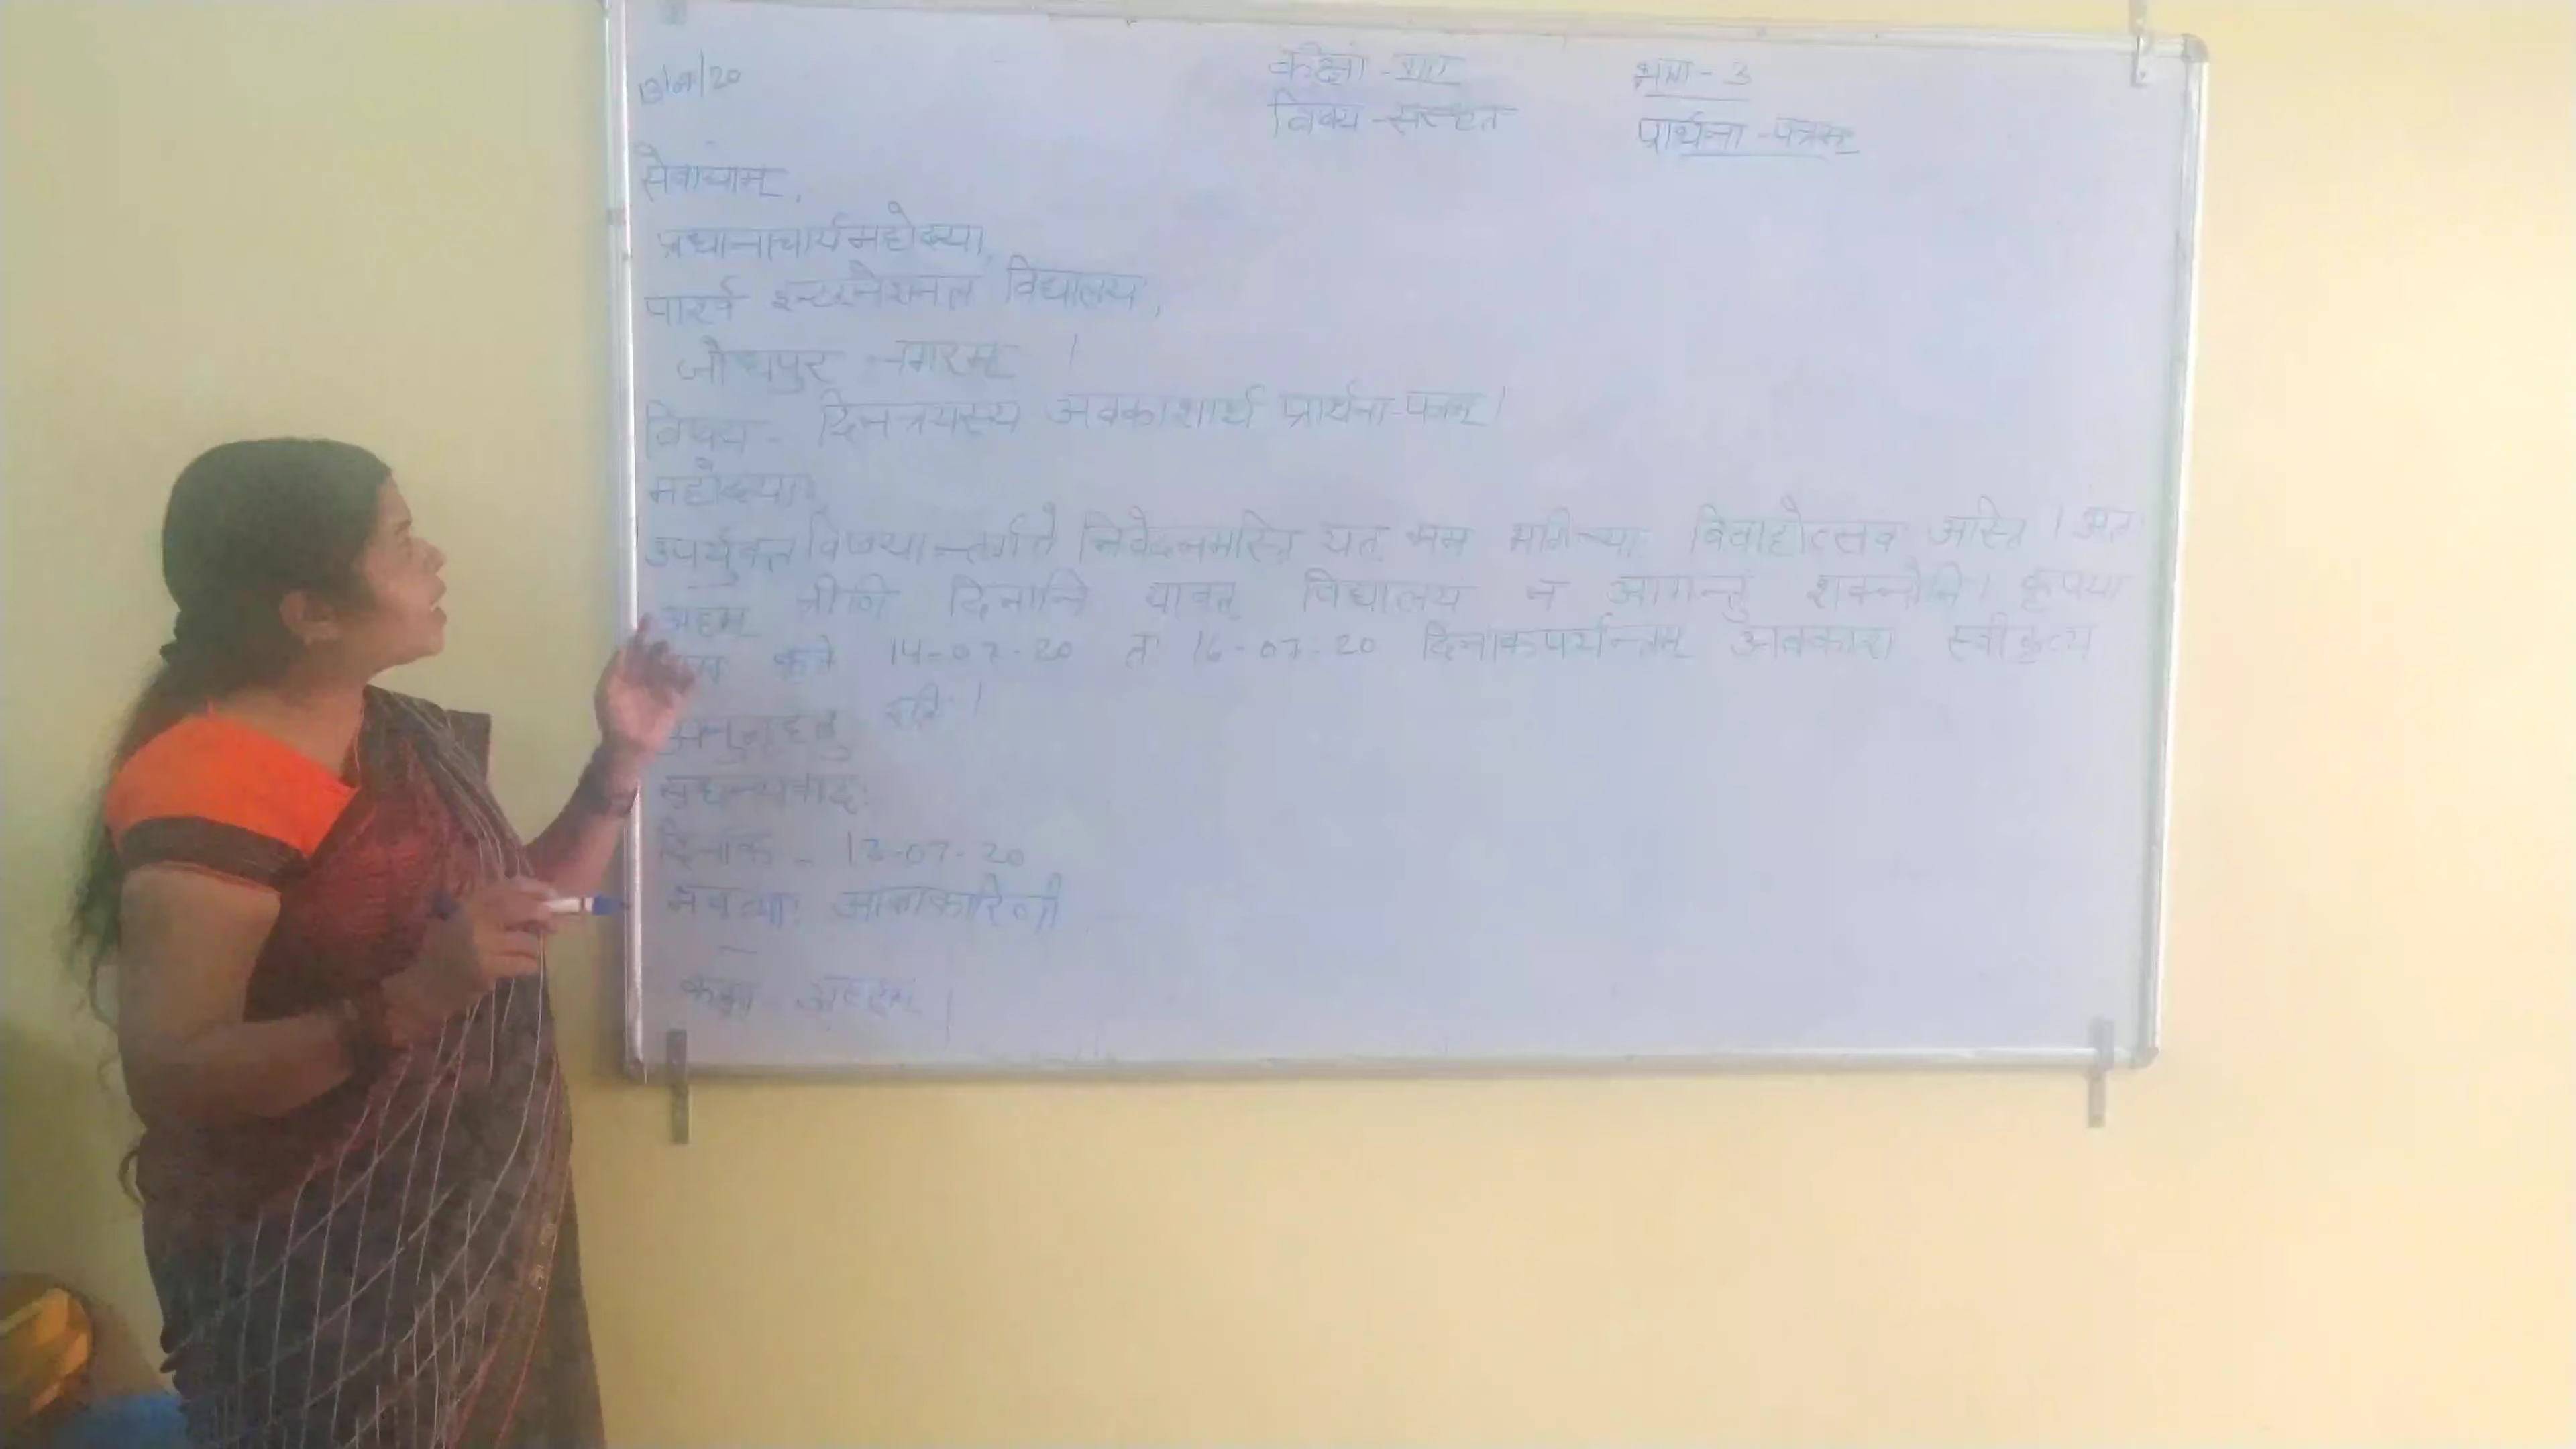 13/07/20
कक्षा - VIII भाग - 3
विषय - संस्कृत प्रार्थना - पत्रम्
सेवायाम्,
प्रधानाचार्यमहोदया,
पार्श्व इन्टरनैशनल विद्यालय,
जोधपुर नगरम् ।
विषय - दिनत्रयस्य अवकाशार्थ प्रार्थना-पत्रम् ।
महोदया,
उपर्युक्त विषयान्तर्गते निवेदनमस्ति यत् मम भगिन्याः विवाहोत्सव अस्ति । अतः
अहम् त्रीणि दिनानि यावत् विद्यालय न आगन्तु शक्नोमि । कृपया
कृते 14-07-20 तः 16-07-20 दिनांकपर्यन्तम् अवकाश स्वीकृत्य
अनुग्रहतु
सधन्यवादः
दिनांक - 13-07-20
भवत्याः आज्ञाकारिणी
कक्षा अष्टम् ।